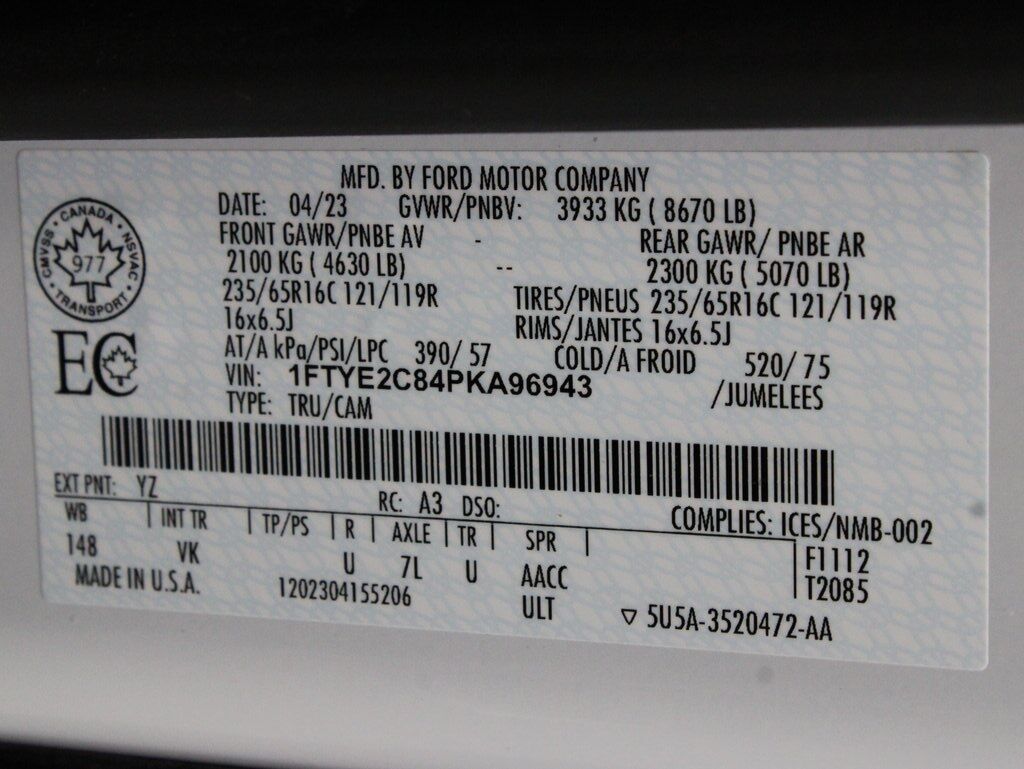 MFD. BY FORD MOTOR COMPANY
DATE: 04/23 GVWR/PNBV: 3933 KG ( 8670 LB)
FRONT GAWR/PNBE AV - REAR GAWR/ PNBE AR
2100 KG ( 4630 LB) -- 2300 KG ( 5070 LB)
235/65R16C 121/119R TIRES/PNEUS 235/65R16C 121/119R
16x6.5J RIMS/JANTES 16x6.5J
AT/A kPa/PSI/LPC 390/ 57 COLD/A FROID 520/ 75
VIN: 1FTYE2C84PKA96943 /JUMELEES
TYPE: TRU/CAM
CANADA
CMVSS NSVAC
977
TRANSPORT
EC
EXT PNT: YZ RC: A3 DSO: COMPLIES: ICES/NMB-002
WB | INT TR | TP/PS | R | AXLE | TR | SPR | F1112
148 VK U 7L U AACC T2085
MADE IN U.S.A. 1202304155206 ULT ▽ 5U5A-3520472-AA